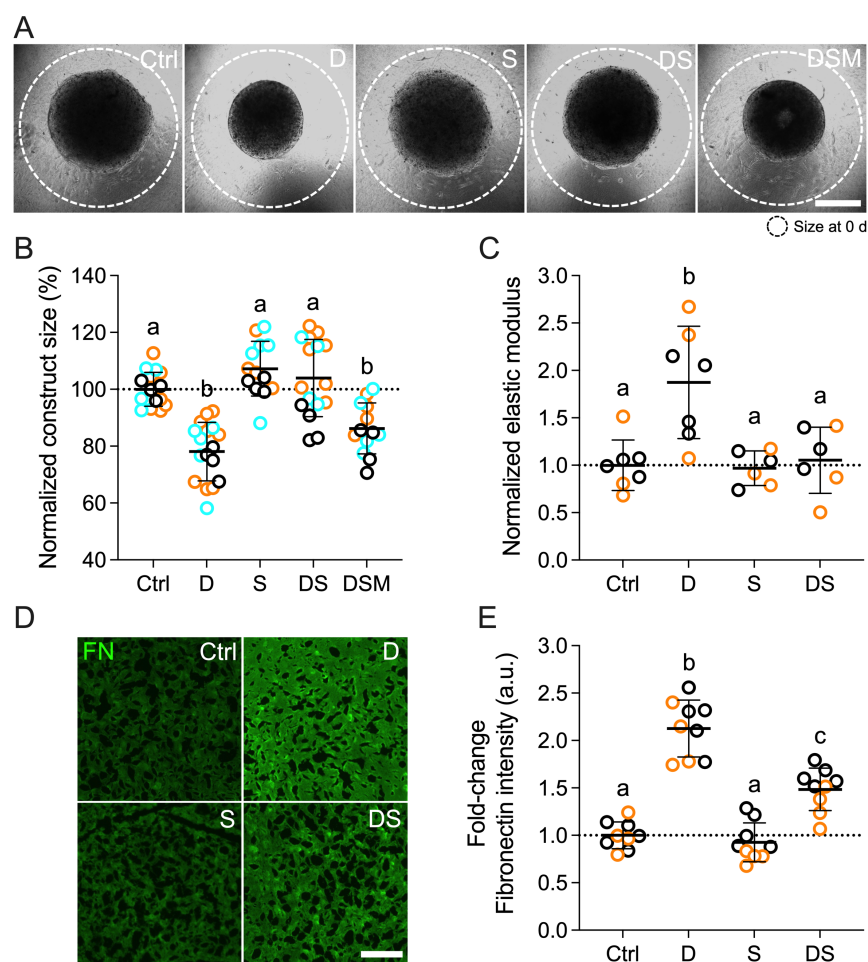 A
Ctrl
D
S
DS
DSM
Size at 0 d
B
Normalized construct size (%)
140
120
100
80
60
40
a
b
a
a
b
Ctrl
D
S
DS
DSM
C
Normalized elastic modulus
3.0
2.5
2.0
1.5
1.0
0.5
0.0
a
b
a
a
Ctrl
D
S
DS
D
FN
Ctrl
D
S
DS
E
Fold-change
Fibronectin intensity (a.u.)
3.0
2.5
2.0
1.5
1.0
0.5
0.0
a
b
a
c
Ctrl
D
S
DS